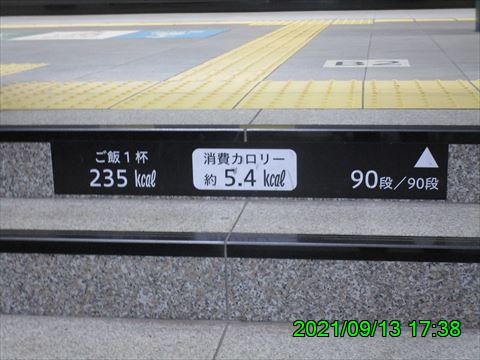 B2
ご飯1杯
235 kcal
消費カロリー
約 5.4 kcal
90段／90段
2021/09/13 17:38